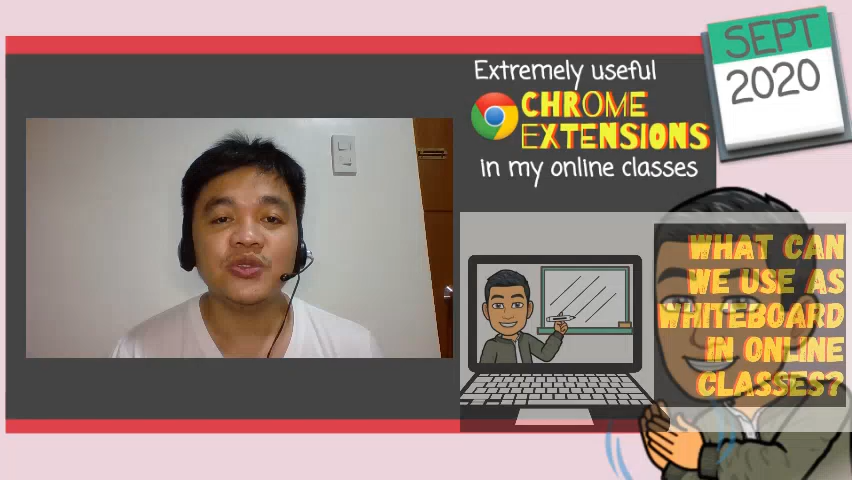 SEPT
2020
Extremely useful
CHROME
EXTENSIONS
in my online classes
WHAT CAN
WE USE AS
WHITEBOARD
IN ONLINE
CLASSES?